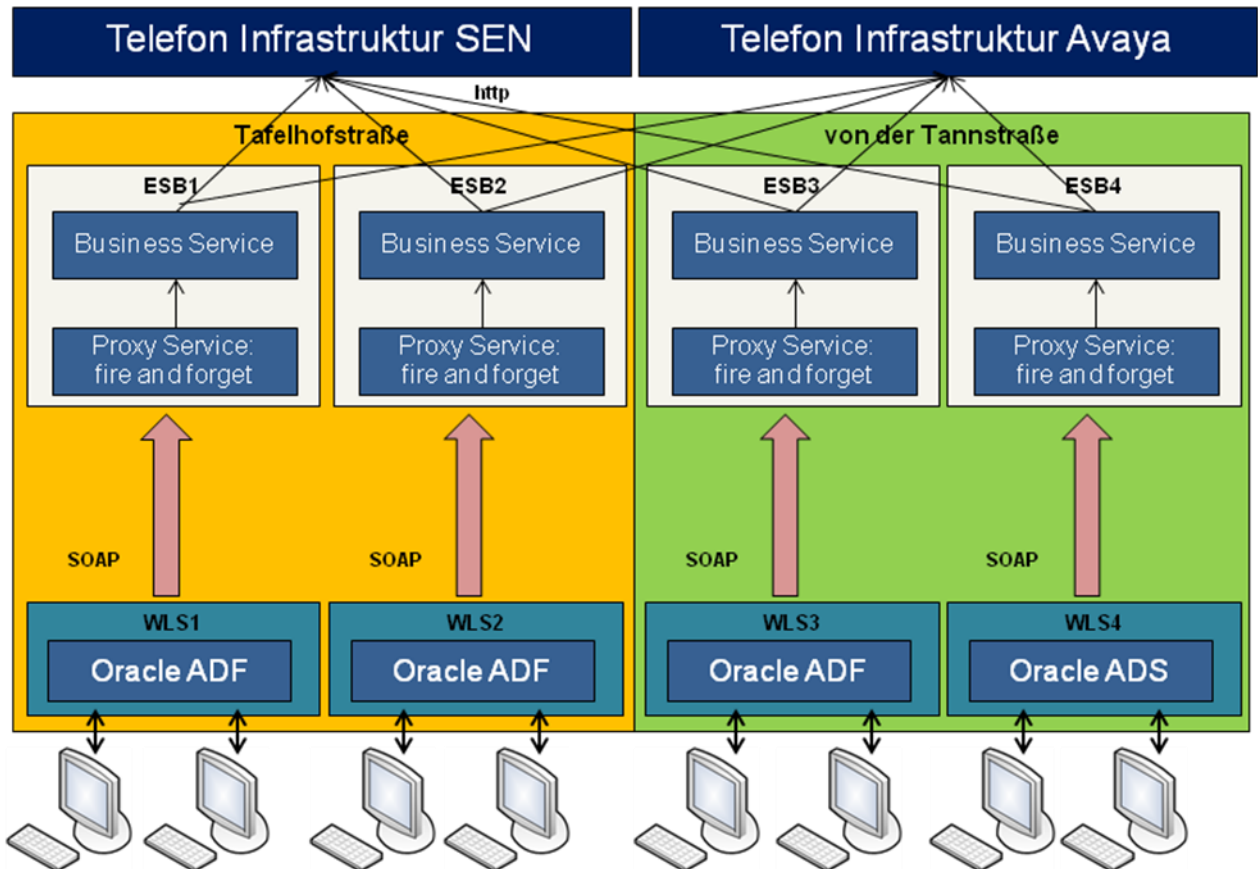 Telefon Infrastruktur SEN
Telefon Infrastruktur Avaya
http
Tafelhofstraße
von der Tannstraße
ESB1
ESB2
ESB3
ESB4
Business Service
Business Service
Business Service
Business Service
Proxy Service:
fire and forget
Proxy Service:
fire and forget
Proxy Service:
fire and forget
Proxy Service:
fire and forget
SOAP
SOAP
SOAP
SOAP
WLS1
WLS2
WLS3
WLS4
Oracle ADF
Oracle ADF
Oracle ADF
Oracle ADS